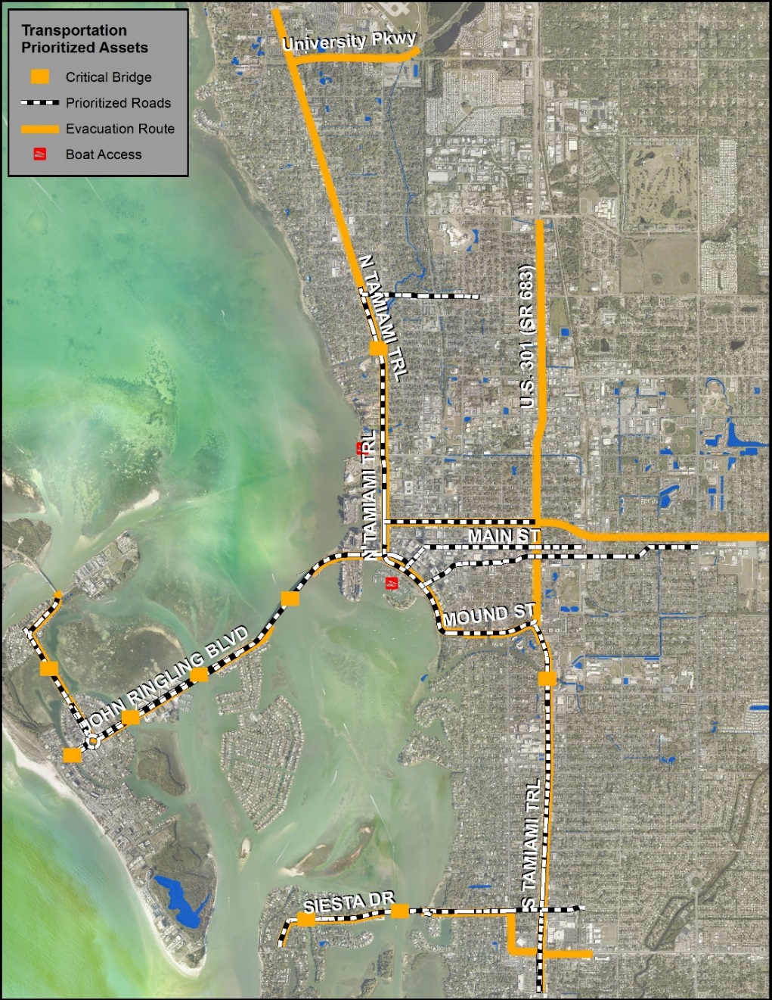 Transportation
Prioritized Assets
Critical Bridge
Prioritized Roads
Evacuation Route
Boat Access
University Pkwy
N TAMIAMI TRL
U.S. 301 (SR 683)
N TAMIAMI TRL
MAIN ST
MOUND ST
JOHN RINGLING BLVD
S TAMIAMI TRL
SIESTA DR